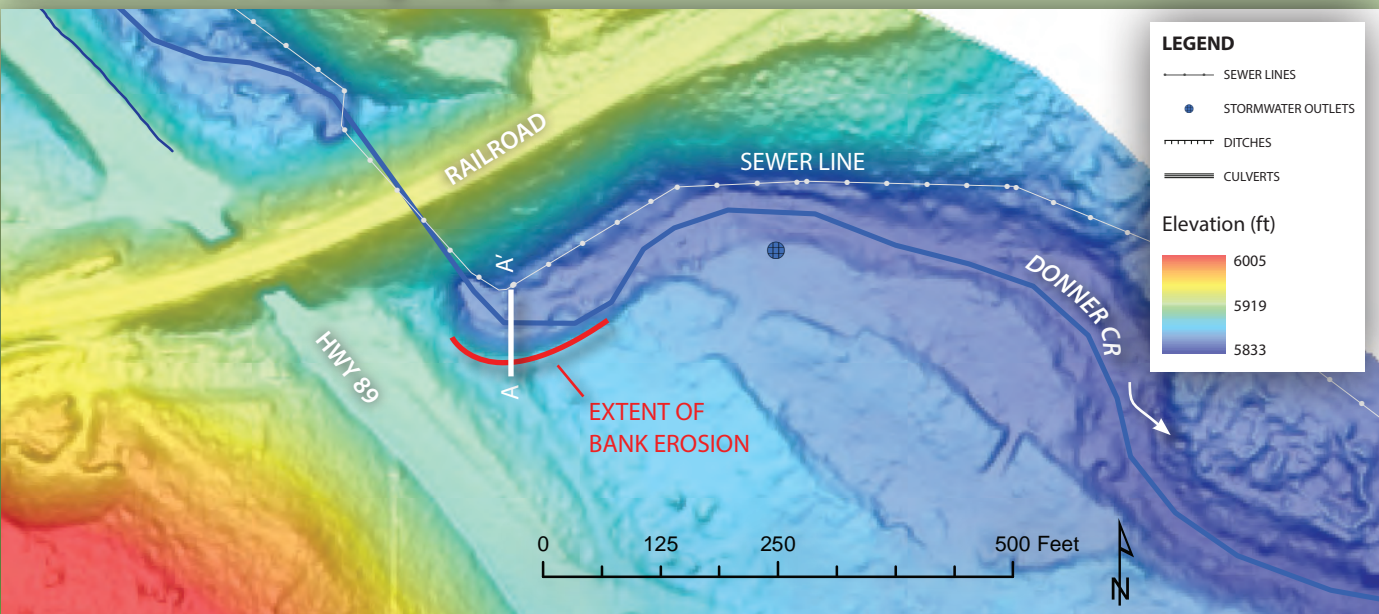 LEGEND
SEWER LINES
STORMWATER OUTLETS
DITCHES
CULVERTS
Elevation (ft)
6005
5919
5833
RAILROAD
SEWER LINE
A'
A
HWY 89
DONNER CR
EXTENT OF
BANK EROSION
0 125 250 500 Feet
N